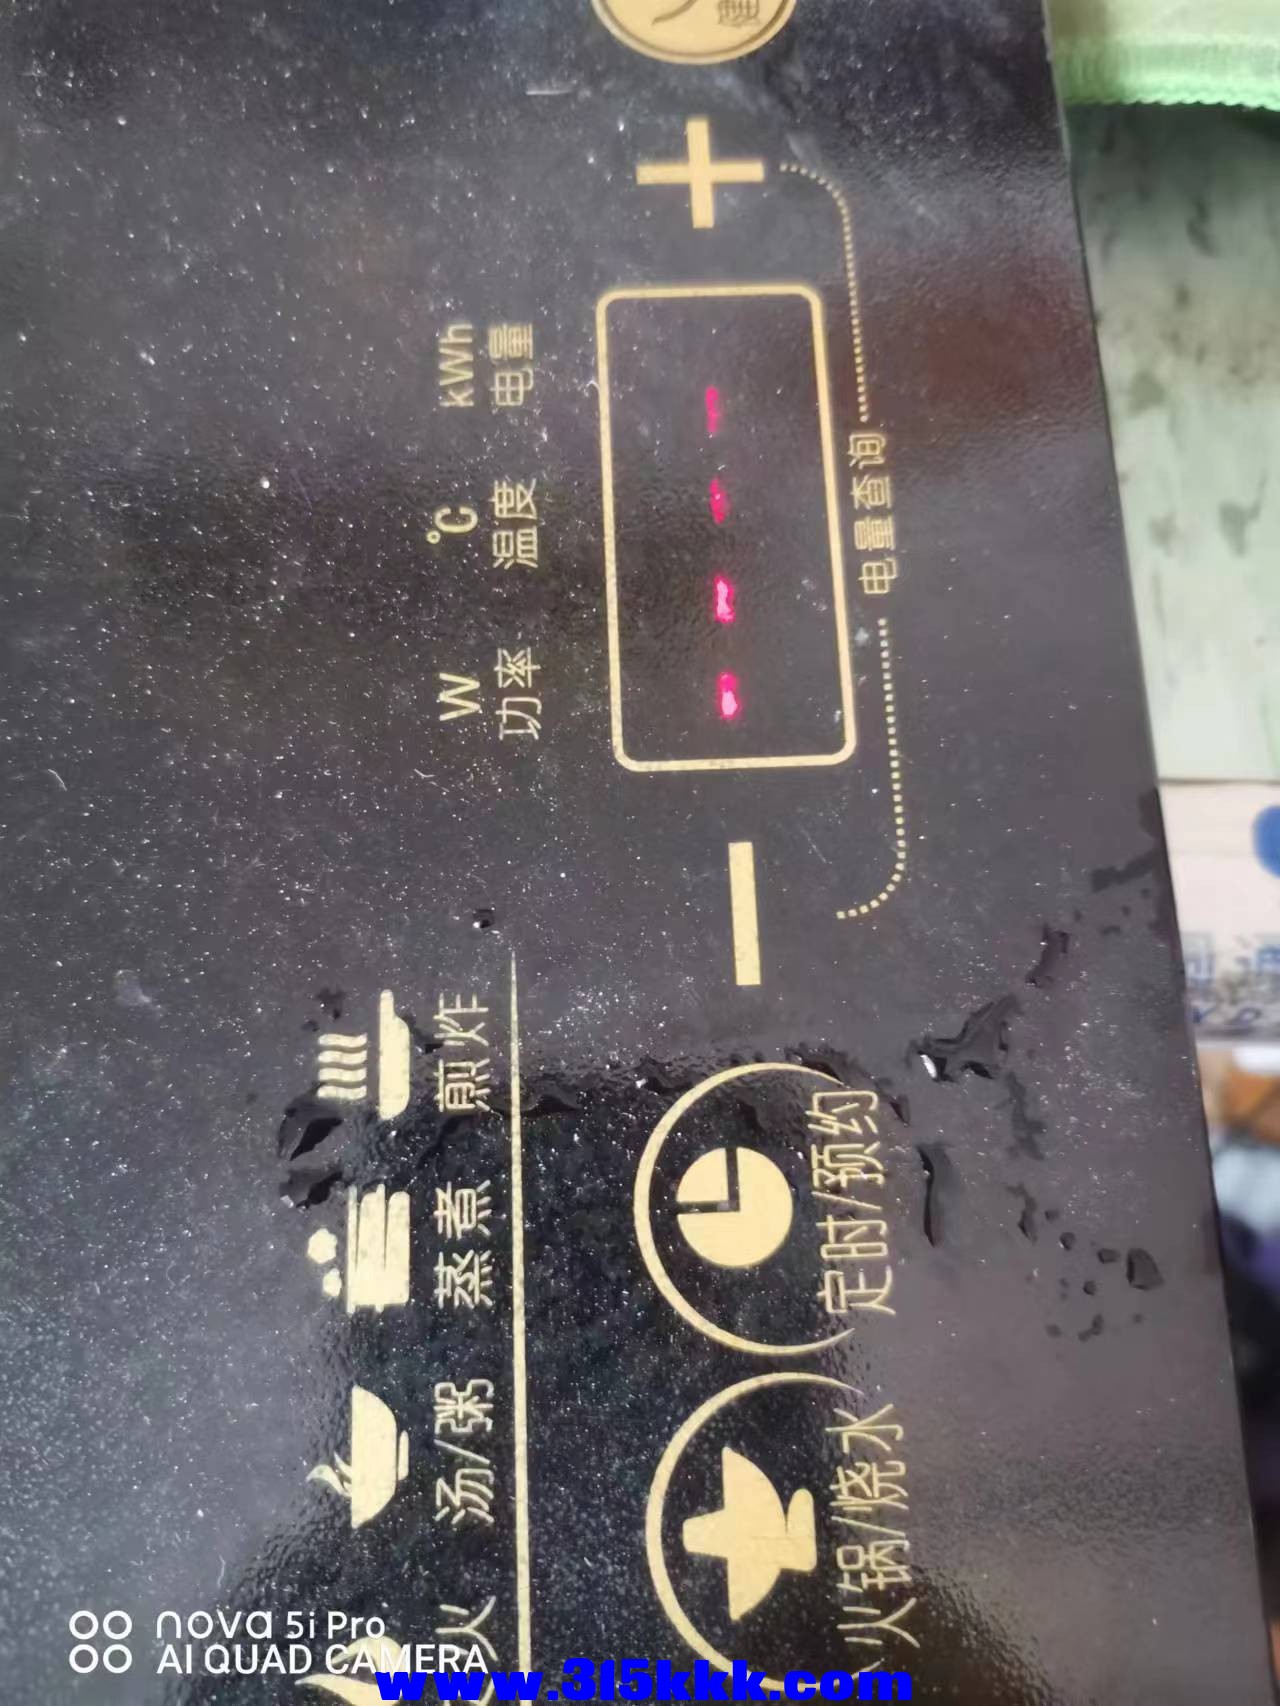 kWh
电量
℃
温度
W
功率
+
----
电量查询
−
煎炸
蒸煮
汤/粥
火
定时/预约
火锅/烧水
nova 5i Pro
AI QUAD CAMERA
www.315kkk.com